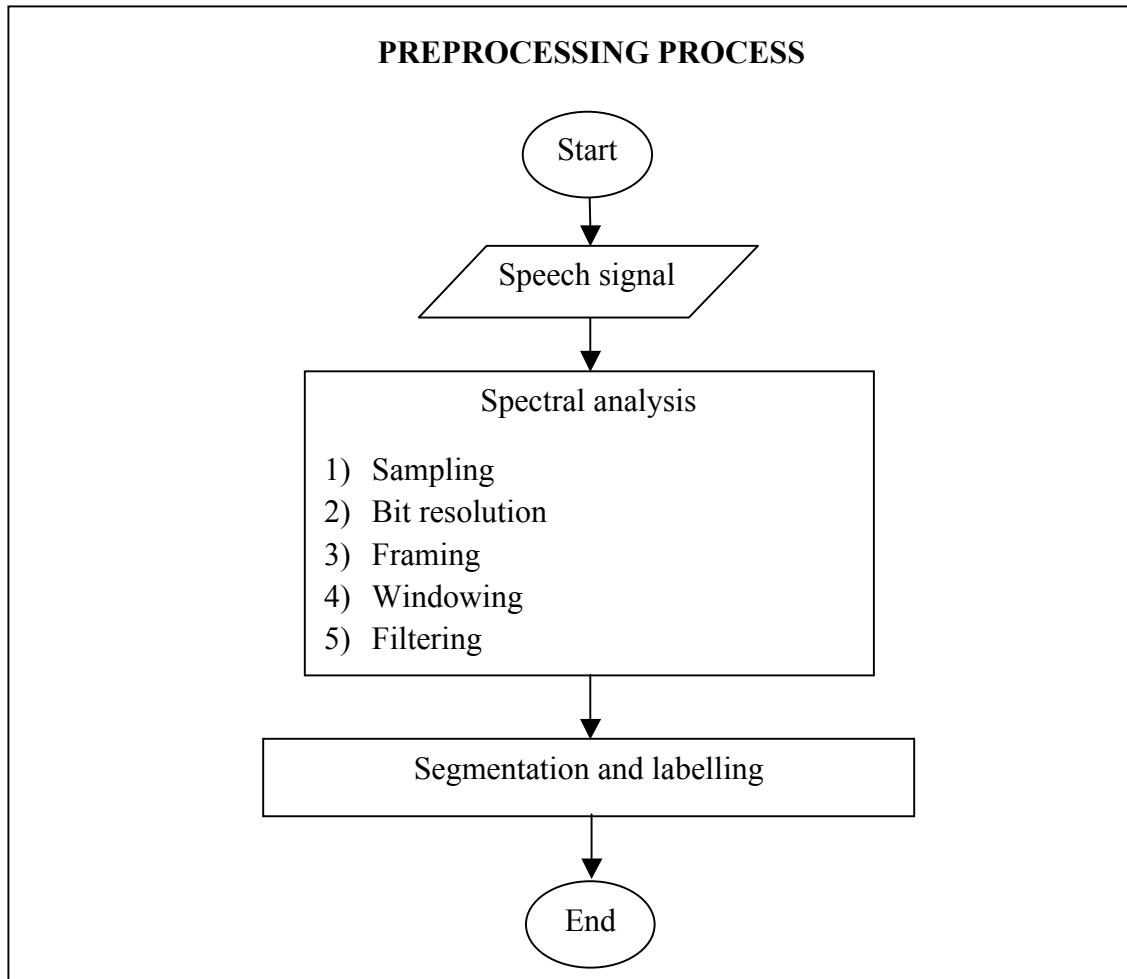 PREPROCESSING PROCESS
Start
Speech signal
Spectral analysis
1) Sampling
2) Bit resolution
3) Framing
4) Windowing
5) Filtering
Segmentation and labelling
End